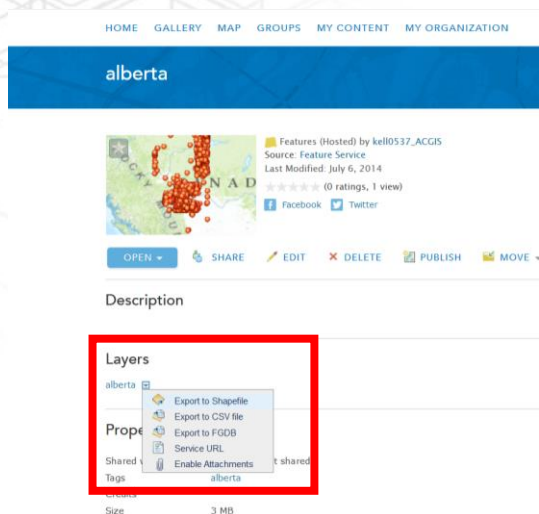 HOME GALLERY MAP GROUPS MY CONTENT MY ORGANIZATION
alberta
Features (Hosted) by kell0537_ACGIS
Source: Feature Service
Last Modified: July 6, 2014
(0 ratings, 1 view)
Facebook Twitter
ROCKY MOU
NAD
OPEN SHARE EDIT DELETE PUBLISH MOVE
Description
Layers
alberta
Export to Shapefile
Export to CSV file
Export to FGDB
Service URL
Enable Attachments
Prope
Shared t shared
Tags alberta
Credits
Size 3 MB